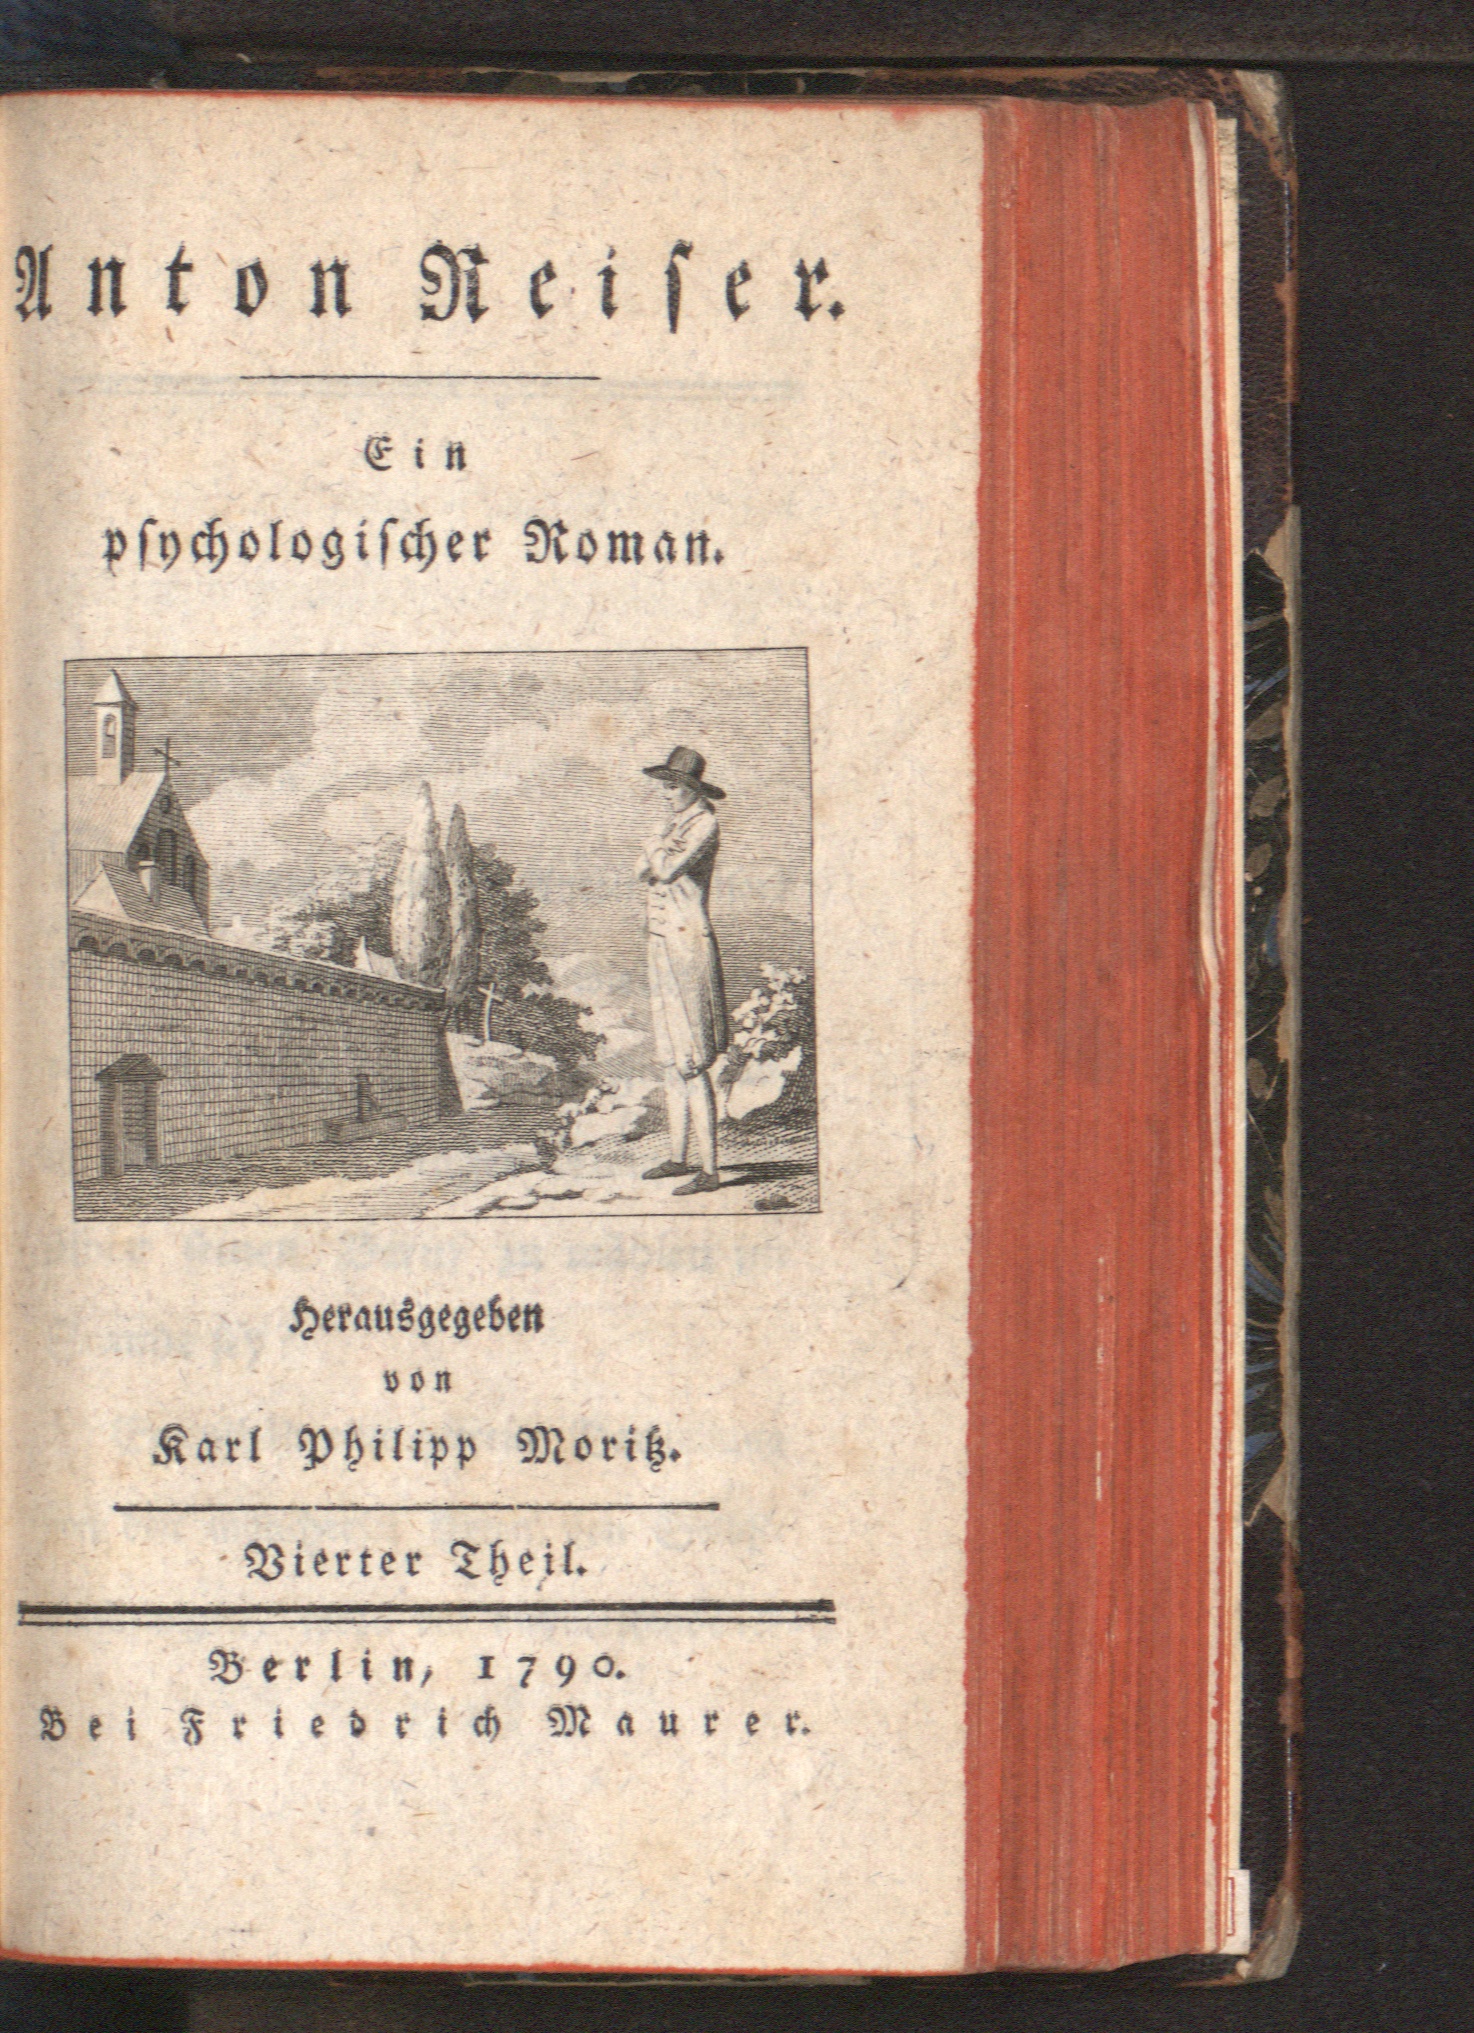 Anton Reiſer.
Ein
pſychologiſcher Roman.
Herausgegeben
von
Karl Philipp Moritz.
Vierter Theil.
Berlin, 1790.
Bei Friedrich Maurer.